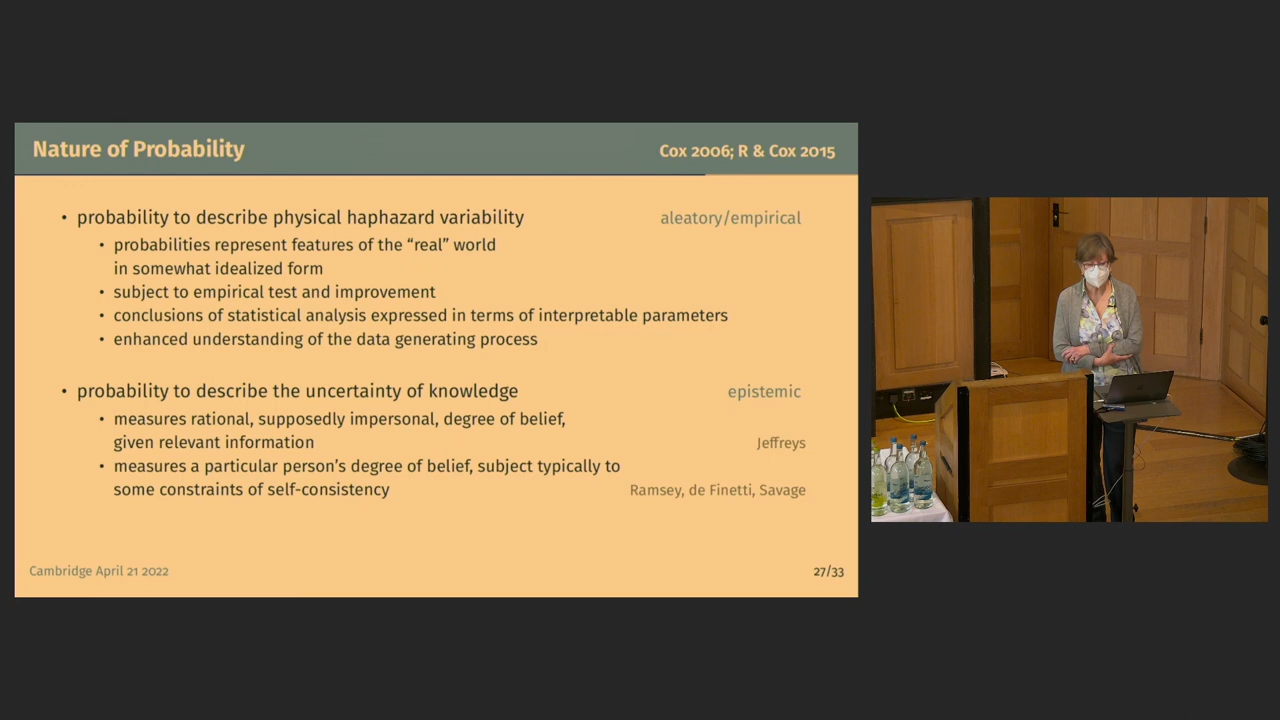 Nature of Probability
Cox 2006; R & Cox 2015
• probability to describe physical haphazard variability
aleatory/empirical
• probabilities represent features of the “real” world
in somewhat idealized form
• subject to empirical test and improvement
• conclusions of statistical analysis expressed in terms of interpretable parameters
• enhanced understanding of the data generating process
• probability to describe the uncertainty of knowledge
epistemic
• measures rational, supposedly impersonal, degree of belief,
given relevant information
Jeffreys
• measures a particular person’s degree of belief, subject typically to
some constraints of self-consistency
Ramsey, de Finetti, Savage
Cambridge April 21 2022
27/33